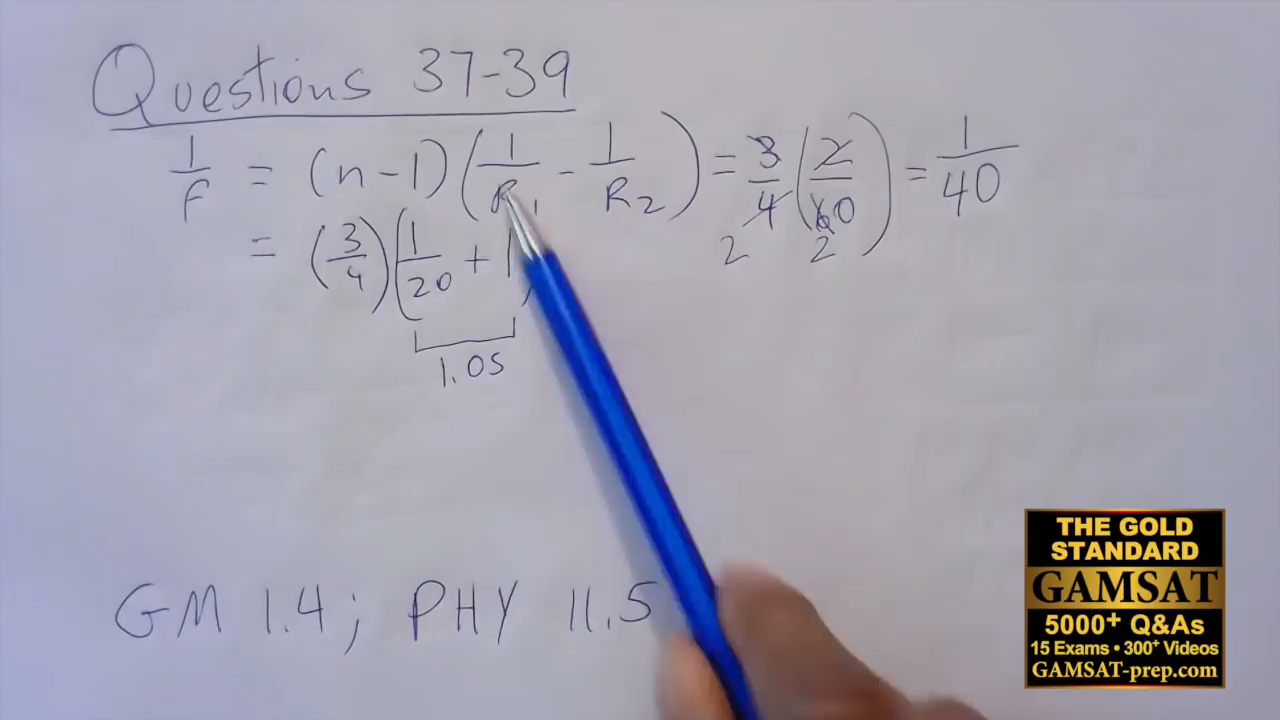 Questions 37-39
1/F = (n-1)(1/R₁ - 1/R₂) = 3/4 (2/60) = 1/40
2 2
= (3/4)(1/20 + 1
1.05
GM 1.4; PHY 11.5
THE GOLD
STANDARD
GAMSAT
5000+ Q&As
15 Exams • 300+ Videos
GAMSAT-prep.com